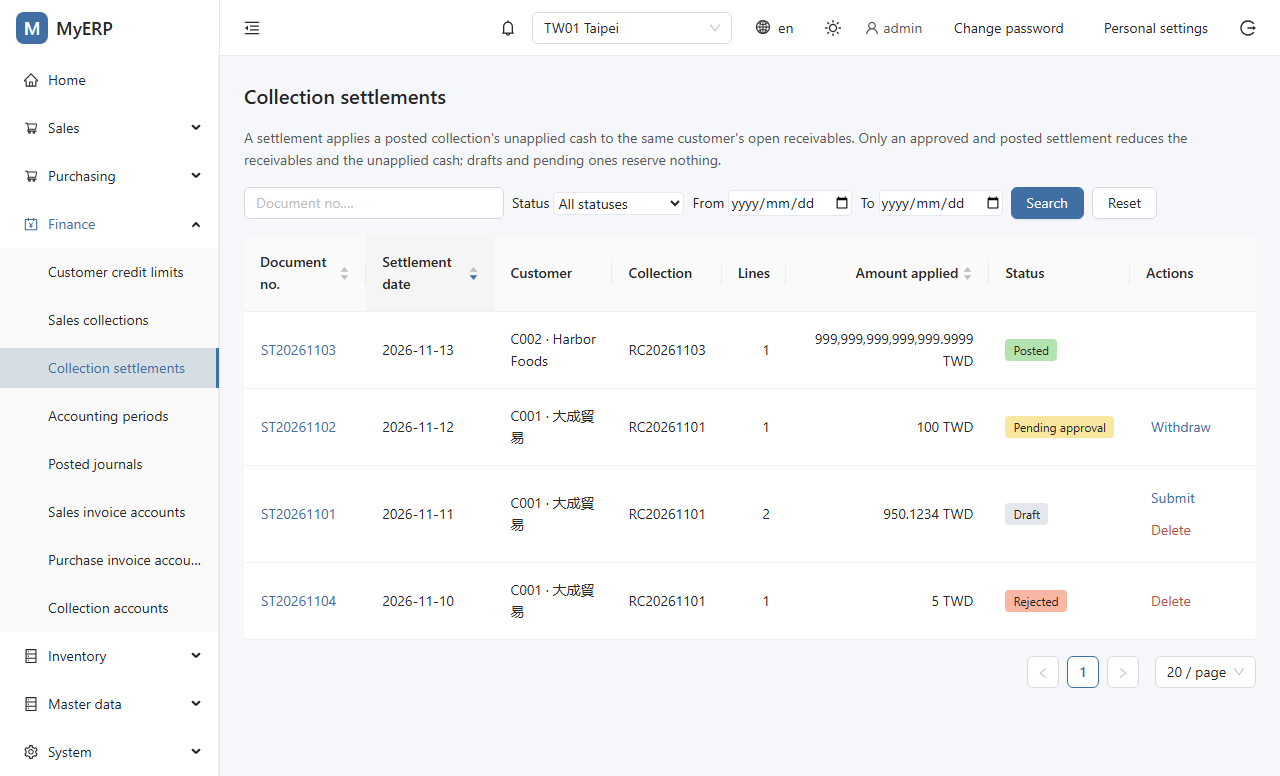 M MyERP
TW01 Taipei
en
admin
Change password
Personal settings
Home
Sales
Purchasing
Finance
Customer credit limits
Sales collections
Collection settlements
Accounting periods
Posted journals
Sales invoice accounts
Purchase invoice accou...
Collection accounts
Inventory
Master data
System
Collection settlements
A settlement applies a posted collection's unapplied cash to the same customer's open receivables. Only an approved and posted settlement reduces the
receivables and the unapplied cash; drafts and pending ones reserve nothing.
Document no.... Status All statuses From yyyy/mm/dd To yyyy/mm/dd Search Reset
Document no. Settlement date Customer Collection Lines Amount applied Status Actions
ST20261103 2026-11-13 C002 · Harbor Foods RC20261103 1 999,999,999,999,999.9999 TWD Posted
ST20261102 2026-11-12 C001 · 大成貿易 RC20261101 1 100 TWD Pending approval Withdraw
ST20261101 2026-11-11 C001 · 大成貿易 RC20261101 2 950.1234 TWD Draft Submit Delete
ST20261104 2026-11-10 C001 · 大成貿易 RC20261101 1 5 TWD Rejected Delete
< 1 > 20 / page